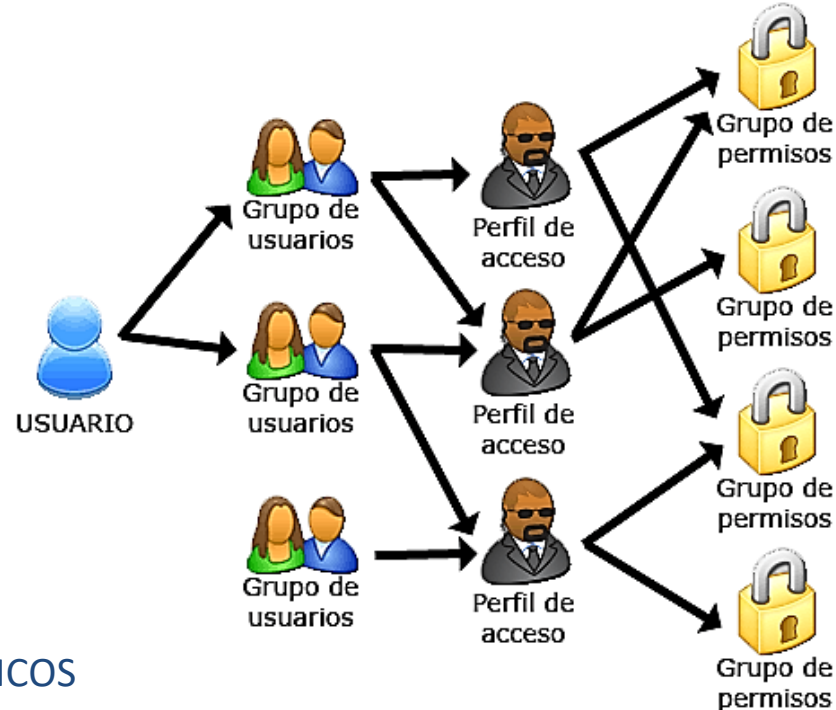 Grupo de
permisos
Grupo de
usuarios
Perfil de
acceso
Grupo de
permisos
USUARIO
Grupo de
usuarios
Perfil de
acceso
Grupo de
permisos
Grupo de
usuarios
Perfil de
acceso
Grupo de
permisos
ICOS